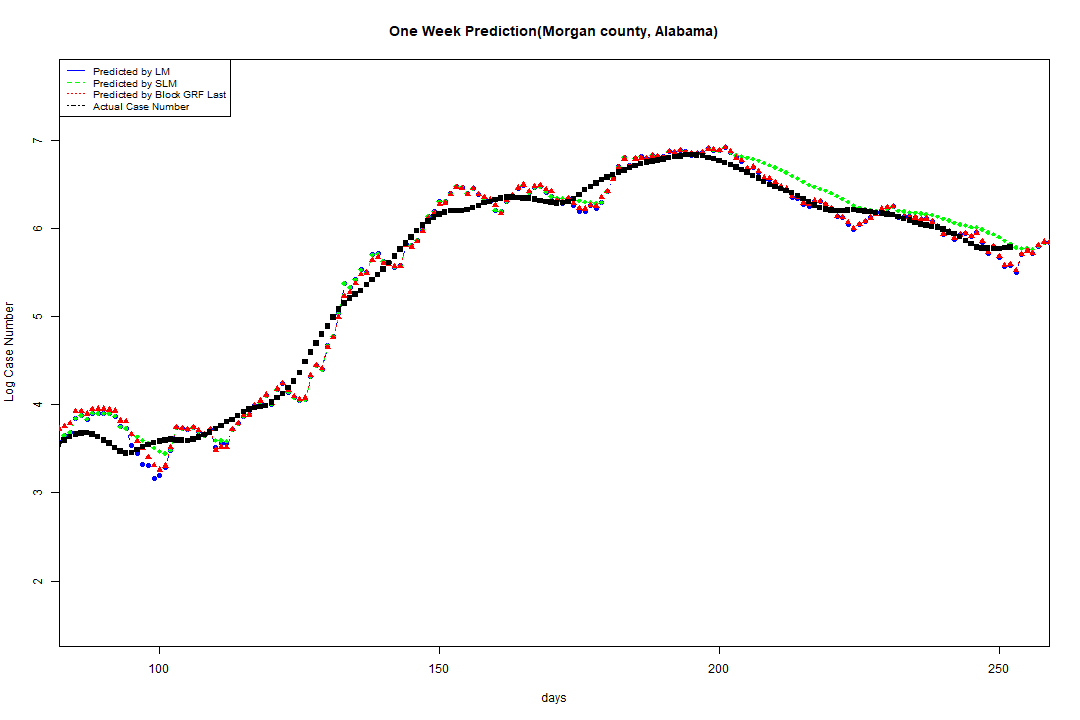 One Week Prediction(Morgan county, Alabama)
Predicted by LM
Predicted by SLM
Predicted by Block GRF Last
Actual Case Number
7
6
5
4
3
2
Log Case Number
100 150 200 250
days